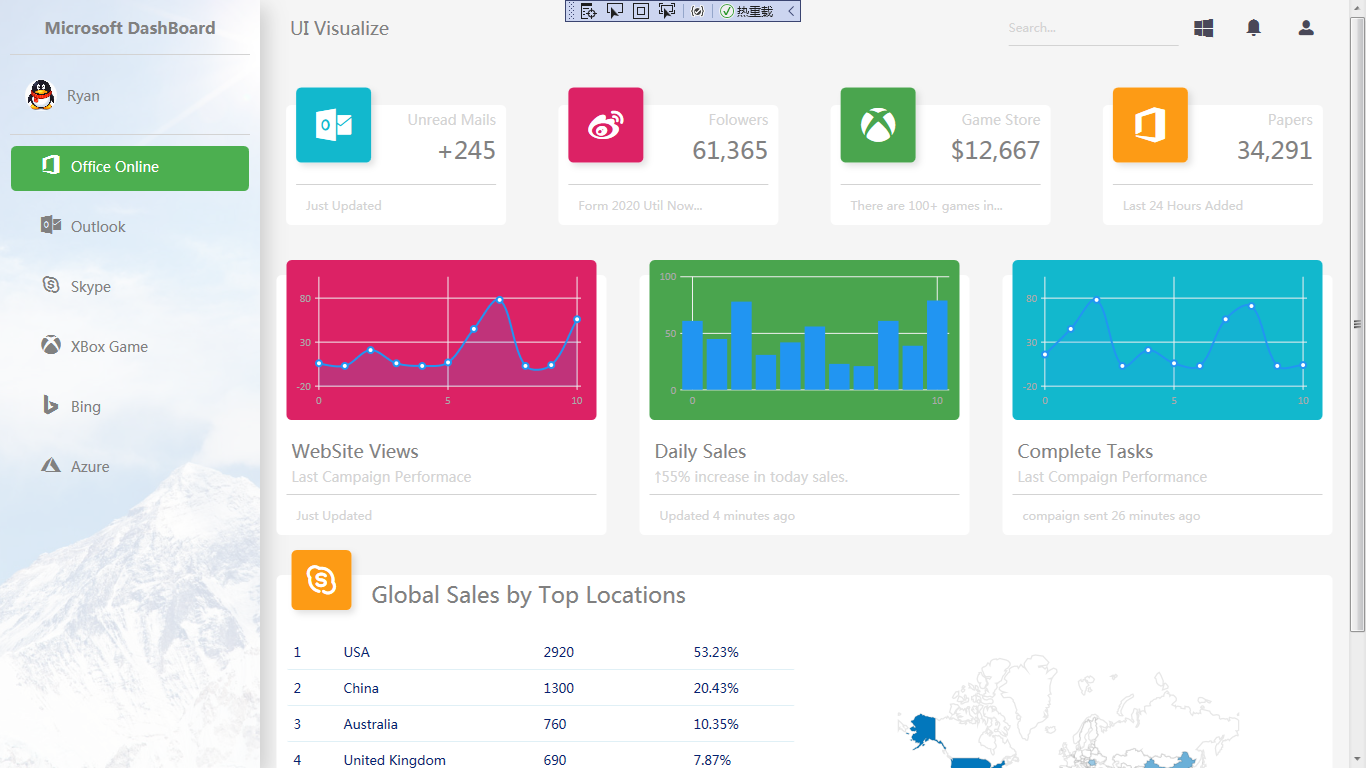 Microsoft DashBoard
Ryan
Office Online
Outlook
Skype
XBox Game
Bing
Azure
热重载
UI Visualize
Search...
Unread Mails
+245
Just Updated
Folowers
61,365
Form 2020 Util Now...
Game Store
$12,667
There are 100+ games in...
Papers
34,291
Last 24 Hours Added
80
30
-20
0 5 10
WebSite Views
Last Campaign Performace
Just Updated
100
50
0
0 10
Daily Sales
↑55% increase in today sales.
Updated 4 minutes ago
80
30
-20
0 5 10
Complete Tasks
Last Compaign Performance
compaign sent 26 minutes ago
Global Sales by Top Locations
1 USA 2920 53.23%
2 China 1300 20.43%
3 Australia 760 10.35%
4 United Kingdom 690 7.87%